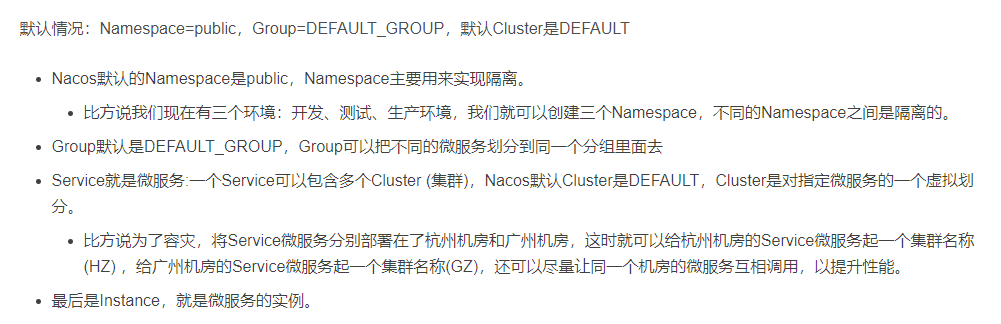 默认情况：Namespace=public，Group=DEFAULT_GROUP，默认Cluster是DEFAULT
Nacos默认的Namespace是public，Namespace主要用来实现隔离。
比方说我们现在有三个环境：开发、测试、生产环境，我们就可以创建三个Namespace，不同的Namespace之间是隔离的。
Group默认是DEFAULT_GROUP，Group可以把不同的微服务划分到同一个分组里面去
Service就是微服务:一个Service可以包含多个Cluster (集群)，Nacos默认Cluster是DEFAULT，Cluster是对指定微服务的一个虚拟划
分。
比方说为了容灾，将Service微服务分别部署在了杭州机房和广州机房，这时就可以给杭州机房的Service微服务起一个集群名称
(HZ) ，给广州机房的Service微服务起一个集群名称(GZ)，还可以尽量让同一个机房的微服务互相调用，以提升性能。
最后是Instance，就是微服务的实例。